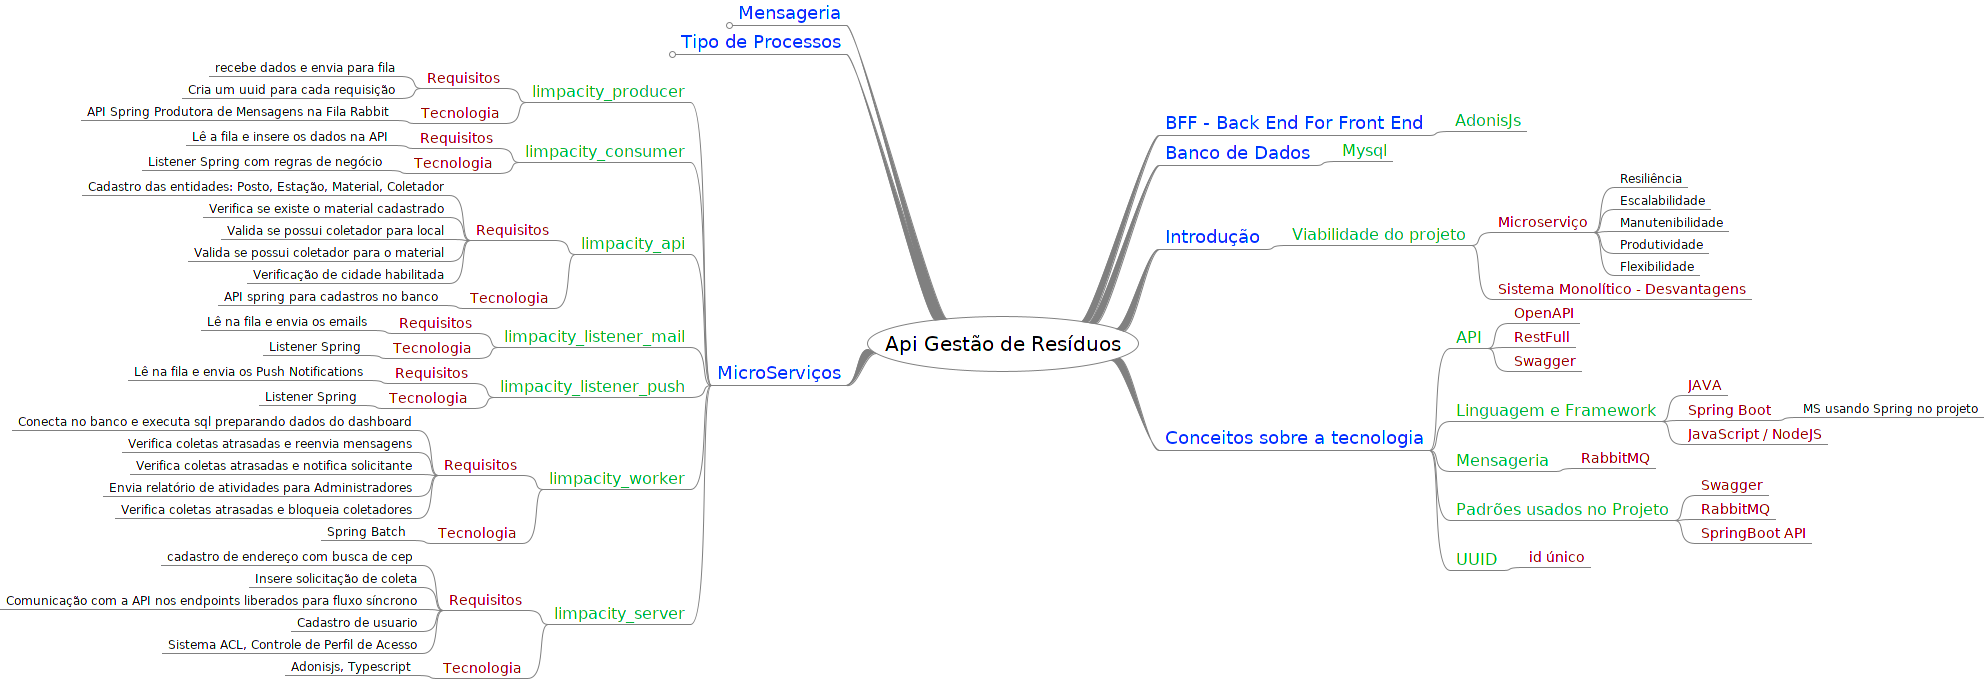 Api Gestão de Resíduos
Mensageria
Tipo de Processos
MicroServiços
limpacity_producer
Requisitos
recebe dados e envia para fila
Cria um uuid para cada requisição
Tecnologia
API Spring Produtora de Mensagens na Fila Rabbit
limpacity_consumer
Requisitos
Lê a fila e insere os dados na API
Tecnologia
Listener Spring com regras de negócio
limpacity_api
Requisitos
Cadastro das entidades: Posto, Estação, Material, Coletador
Verifica se existe o material cadastrado
Valida se possui coletador para local
Valida se possui coletador para o material
Verificação de cidade habilitada
Tecnologia
API spring para cadastros no banco
limpacity_listener_mail
Requisitos
Lê na fila e envia os emails
Tecnologia
Listener Spring
limpacity_listener_push
Requisitos
Lê na fila e envia os Push Notifications
Tecnologia
Listener Spring
limpacity_worker
Requisitos
Conecta no banco e executa sql preparando dados do dashboard
Verifica coletas atrasadas e reenvia mensagens
Verifica coletas atrasadas e notifica solicitante
Envia relatório de atividades para Administradores
Verifica coletas atrasadas e bloqueia coletadores
Tecnologia
Spring Batch
limpacity_server
Requisitos
cadastro de endereço com busca de cep
Insere solicitação de coleta
Comunicação com a API nos endpoints liberados para fluxo síncrono
Cadastro de usuario
Sistema ACL, Controle de Perfil de Acesso
Tecnologia
Adonisjs, Typescript
BFF - Back End For Front End
AdonisJs
Banco de Dados
Mysql
Introdução
Viabilidade do projeto
Microserviço
Resiliência
Escalabilidade
Manutenibilidade
Produtividade
Flexibilidade
Sistema Monolítico - Desvantagens
Conceitos sobre a tecnologia
API
OpenAPI
RestFull
Swagger
Linguagem e Framework
JAVA
Spring Boot
MS usando Spring no projeto
JavaScript / NodeJS
Mensageria
RabbitMQ
Padrões usados no Projeto
Swagger
RabbitMQ
SpringBoot API
UUID
id único